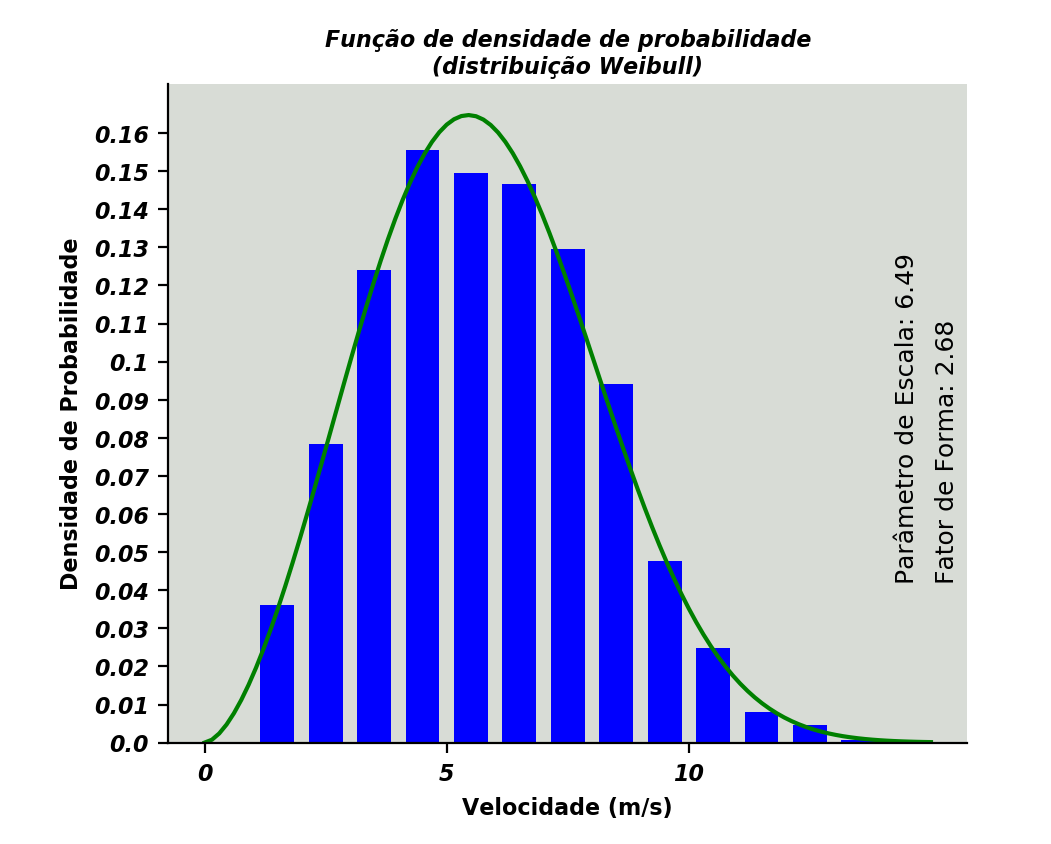 Função de densidade de probabilidade
(distribuição Weibull)
Densidade de Probabilidade
0.16
0.15
0.14
0.13
0.12
0.11
0.1
0.09
0.08
0.07
0.06
0.05
0.04
0.03
0.02
0.01
0.0
0 5 10
Velocidade (m/s)
Parâmetro de Escala: 6.49
Fator de Forma: 2.68